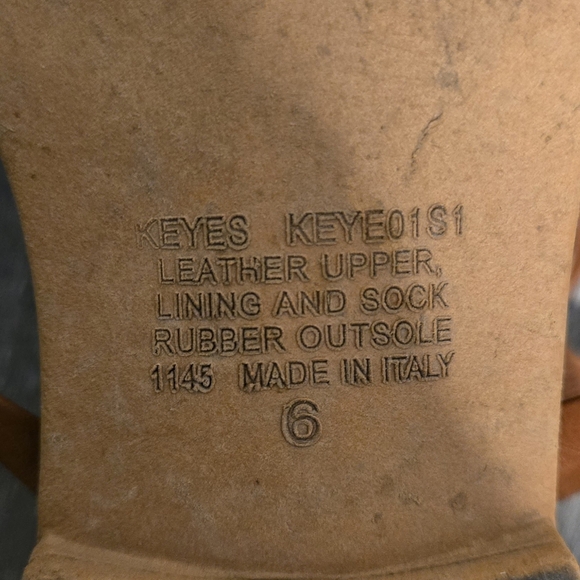 KEYES KEYE01S1
LEATHER UPPER,
LINING AND SOCK
RUBBER OUTSOLE
1145 MADE IN ITALY
6